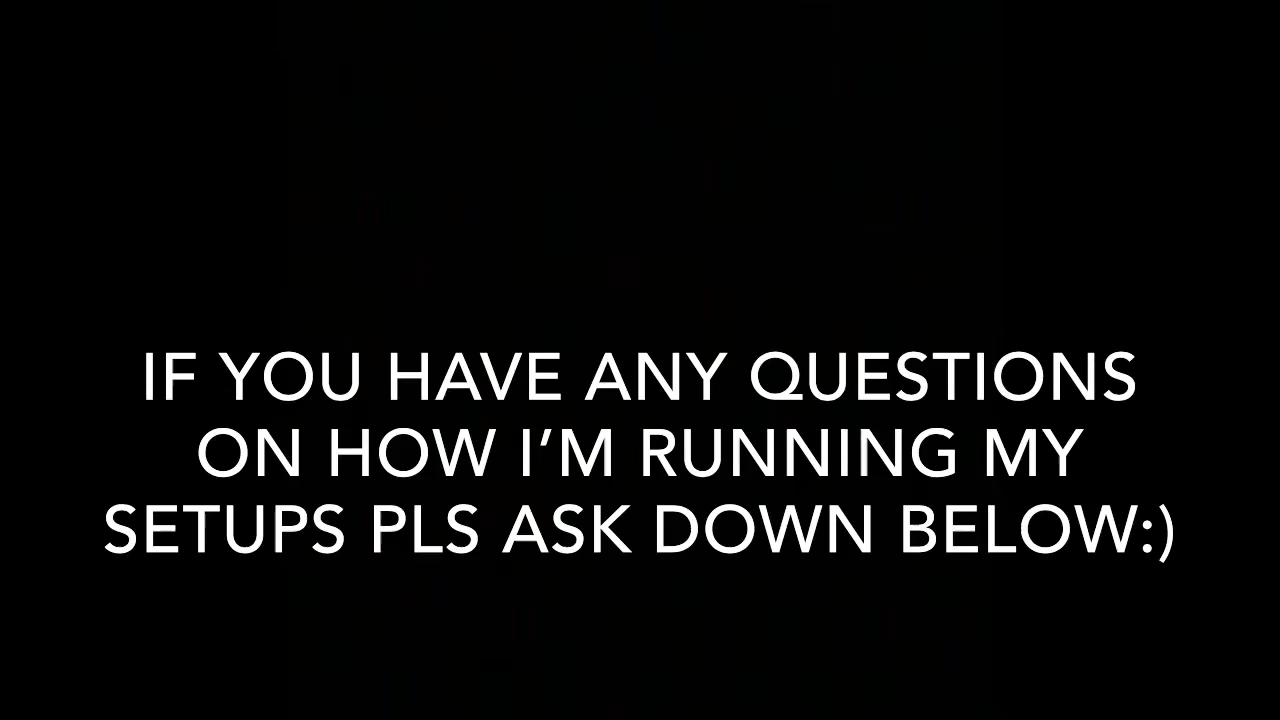 IF YOU HAVE ANY QUESTIONS
ON HOW I’M RUNNING MY
SETUPS PLS ASK DOWN BELOW:)